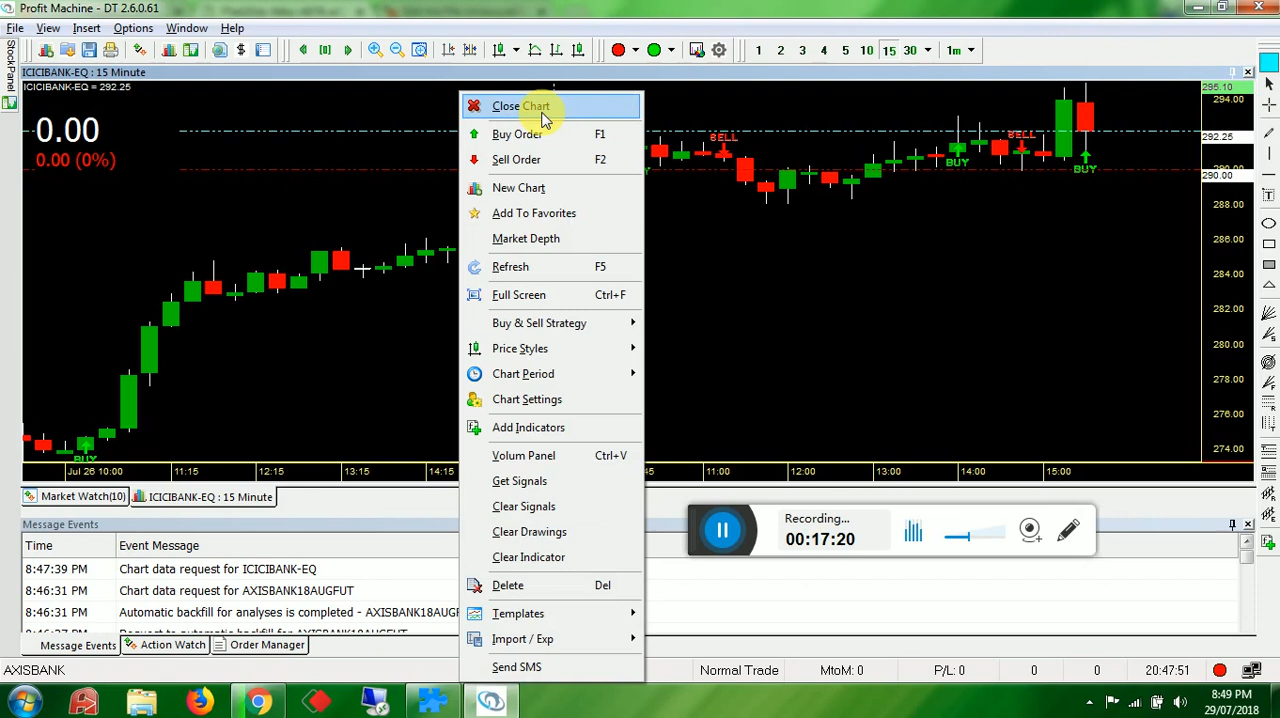 Profit Machine - DT 2.6.0.61
File View Insert Options Window Help
1 2 3 4 5 10 15 30 1m
StockPanel
ICICIBANK-EQ : 15 Minute
ICICIBANK-EQ = 292.25
0.00
0.00 (0%)
BUY
SELL
BUY
SELL
BUY
295.10
294.00
292.25
290.00
288.00
286.00
284.00
282.00
280.00
278.00
276.00
274.00
Jul 26 10:00 11:15 12:15 13:15 14:15 45 11:00 12:00 13:00 14:00 15:00
Close Chart
Buy Order F1
Sell Order F2
New Chart
Add To Favorites
Market Depth
Refresh F5
Full Screen Ctrl+F
Buy & Sell Strategy
Price Styles
Chart Period
Chart Settings
Add Indicators
Volum Panel Ctrl+V
Get Signals
Clear Signals
Clear Drawings
Clear Indicator
Delete Del
Templates
Import / Exp
Send SMS
Market Watch(10) ICICIBANK-EQ : 15 Minute
Recording...
00:17:20
Message Events
Time Event Message
8:47:39 PM Chart data request for ICICIBANK-EQ
8:46:31 PM Chart data request for AXISBANK18AUGFUT
8:46:31 PM Automatic backfill for analyses is completed - AXISBANK18AUGF
Message Events Action Watch Order Manager
AXISBANK Normal Trade MtoM: 0 P/L: 0 0 0 20:47:51
8:49 PM
29/07/2018